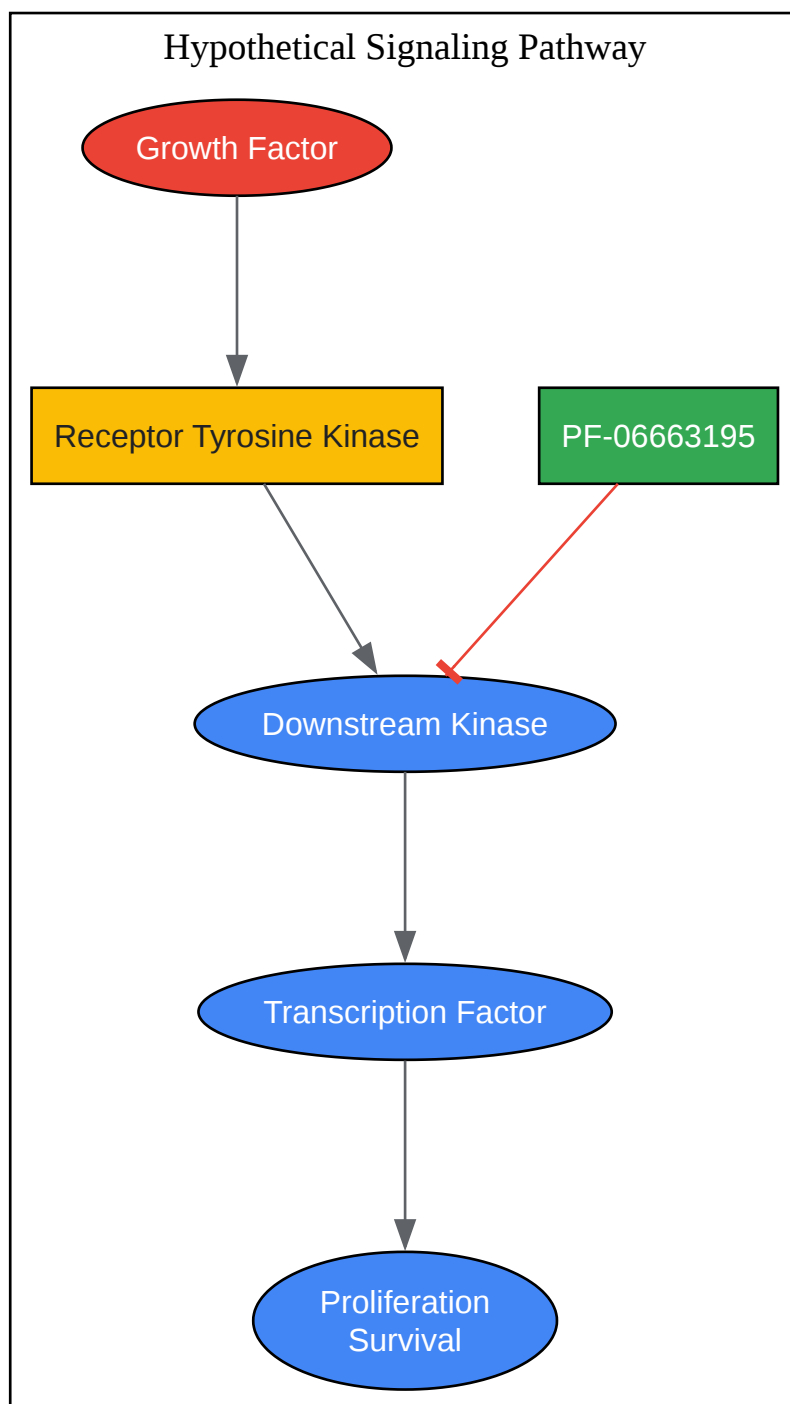 Hypothetical Signaling Pathway
Growth Factor
Receptor Tyrosine Kinase
PF-06663195
Downstream Kinase
Transcription Factor
Proliferation
Survival